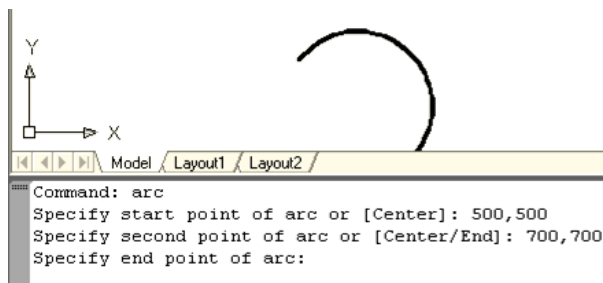 Y
X
Model Layout1 Layout2
Command: arc
Specify start point of arc or [Center]: 500,500
Specify second point of arc or [Center/End]: 700,700
Specify end point of arc: